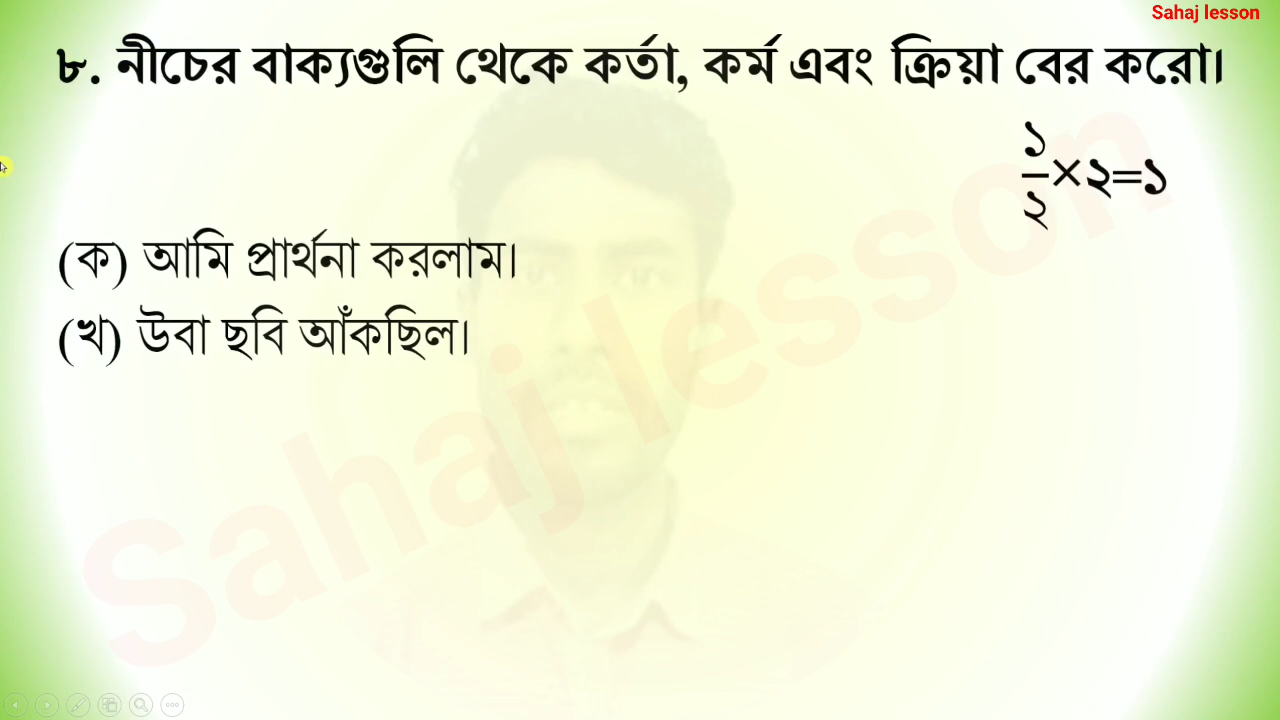 Sahaj lesson
৮. নীচের বাক্যগুলি থেকে কর্তা, কর্ম এবং ক্রিয়া বের করো।
১/২×২=১
(ক) আমি প্রার্থনা করলাম।
(খ) উবা ছবি আঁকছিল।
Sahaj lesson